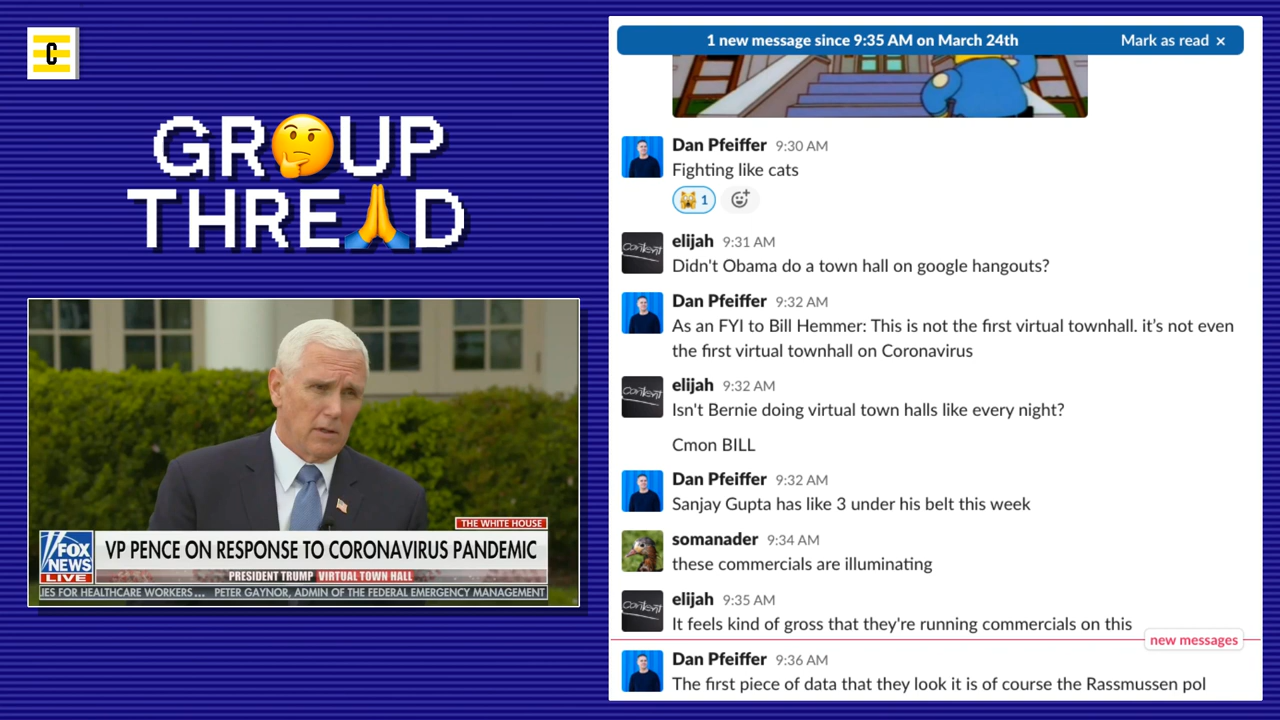 C
GR🤔UP
THRE🙏D
THE WHITE HOUSE
FOX
NEWS
LIVE
VP PENCE ON RESPONSE TO CORONAVIRUS PANDEMIC
PRESIDENT TRUMP VIRTUAL TOWN HALL
IES FOR HEALTHCARE WORKERS... PETER GAYNOR, ADMIN OF THE FEDERAL EMERGENCY MANAGEMENT
1 new message since 9:35 AM on March 24th
Mark as read ×
Dan Pfeiffer 9:30 AM
Fighting like cats
1
elijah 9:31 AM
content
Didn't Obama do a town hall on google hangouts?
Dan Pfeiffer 9:32 AM
As an FYI to Bill Hemmer: This is not the first virtual townhall. it's not even
the first virtual townhall on Coronavirus
elijah 9:32 AM
content
Isn't Bernie doing virtual town halls like every night?
Cmon BILL
Dan Pfeiffer 9:32 AM
Sanjay Gupta has like 3 under his belt this week
somanader 9:34 AM
these commercials are illuminating
elijah 9:35 AM
content
It feels kind of gross that they're running commercials on this
new messages
Dan Pfeiffer 9:36 AM
The first piece of data that they look it is of course the Rassmussen pol